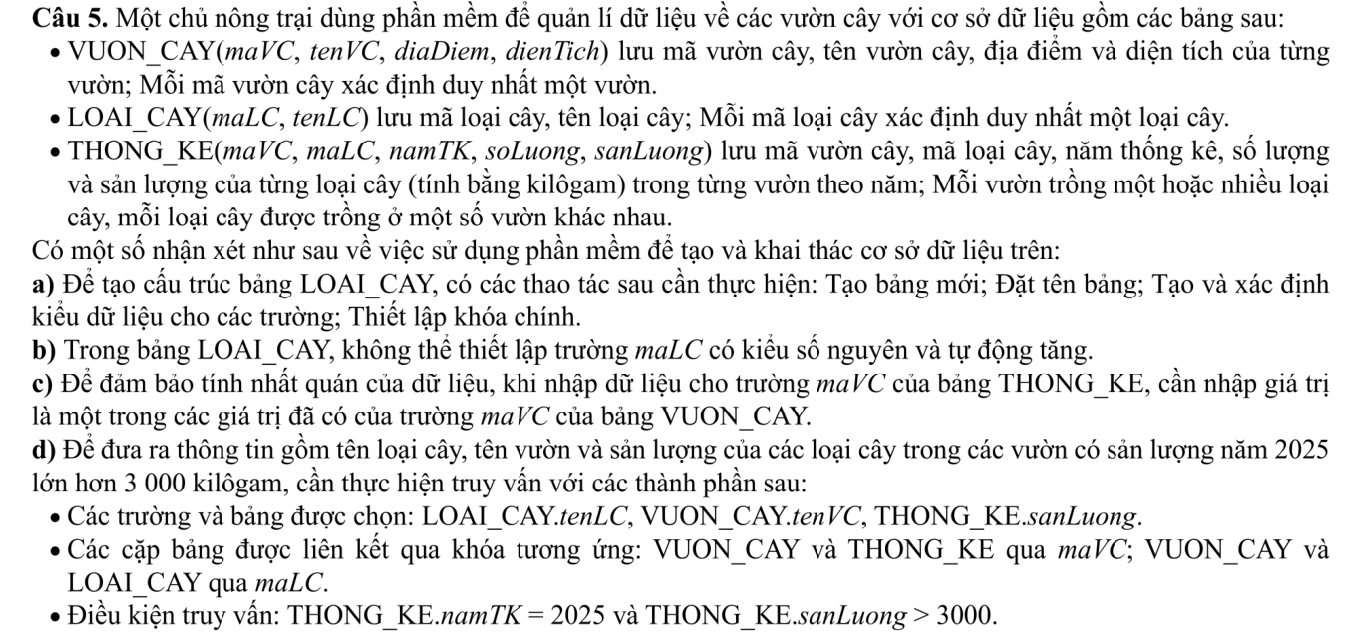 Câu 5. Một chủ nông trại dùng phần mềm để quản lí dữ liệu về các vườn cây với cơ sở dữ liệu gồm các bảng sau:
• VUON_CAY(maVC, tenVC, diaDiem, dienTich) lưu mã vườn cây, tên vườn cây, địa điểm và diện tích của từng
vườn; Mỗi mã vườn cây xác định duy nhất một vườn.
• LOAI_CAY(maLC, tenLC) lưu mã loại cây, tên loại cây; Mỗi mã loại cây xác định duy nhất một loại cây.
• THONG_KE(maVC, maLC, namTK, soLuong, sanLuong) lưu mã vườn cây, mã loại cây, năm thống kê, số lượng
và sản lượng của từng loại cây (tính bằng kilôgam) trong từng vườn theo năm; Mỗi vườn trồng một hoặc nhiều loại
cây, mỗi loại cây được trồng ở một số vườn khác nhau.
Có một số nhận xét như sau về việc sử dụng phần mềm để tạo và khai thác cơ sở dữ liệu trên:
a) Để tạo cấu trúc bảng LOAI_CAY, có các thao tác sau cần thực hiện: Tạo bảng mới; Đặt tên bảng; Tạo và xác định
kiểu dữ liệu cho các trường; Thiết lập khóa chính.
b) Trong bảng LOAI_CAY, không thể thiết lập trường maLC có kiểu số nguyên và tự động tăng.
c) Để đảm bảo tính nhất quán của dữ liệu, khi nhập dữ liệu cho trường maVC của bảng THONG_KE, cần nhập giá trị
là một trong các giá trị đã có của trường maVC của bảng VUON_CAY.
d) Để đưa ra thông tin gồm tên loại cây, tên vườn và sản lượng của các loại cây trong các vườn có sản lượng năm 2025
lớn hơn 3 000 kilôgam, cần thực hiện truy vấn với các thành phần sau:
• Các trường và bảng được chọn: LOAI_CAY.tenLC, VUON_CAY.tenVC, THONG_KE.sanLuong.
• Các cặp bảng được liên kết qua khóa tương ứng: VUON_CAY và THONG_KE qua maVC; VUON_CAY và
LOAI_CAY qua maLC.
• Điều kiện truy vấn: THONG_KE.namTK = 2025 và THONG_KE.sanLuong > 3000.